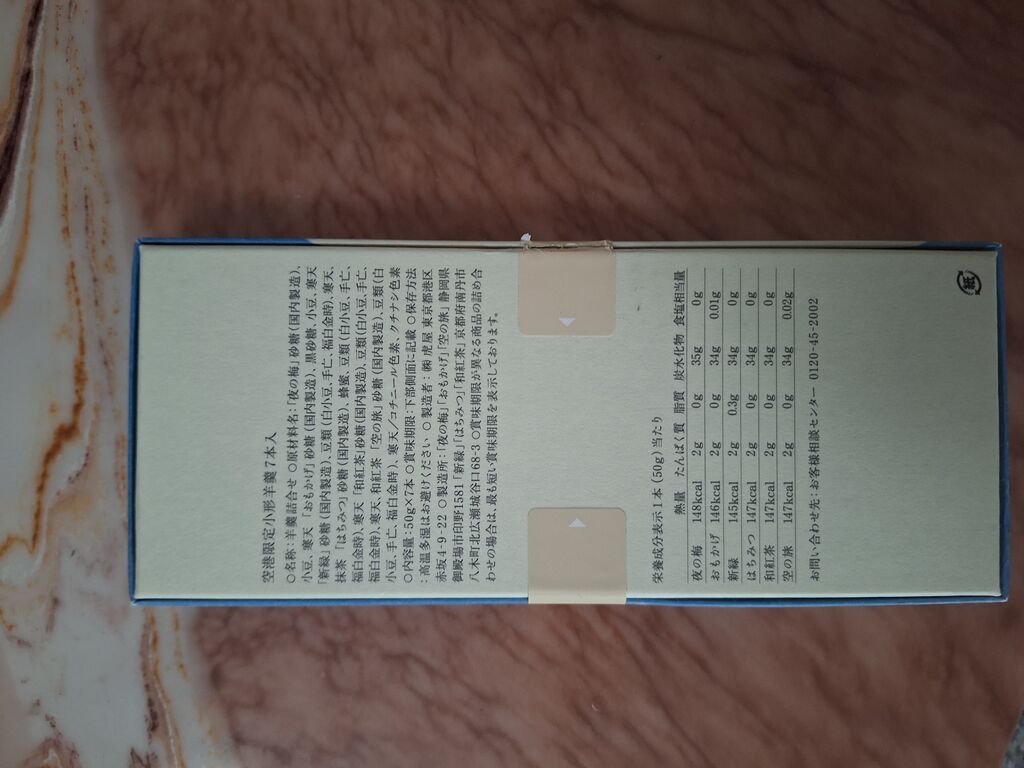 空港限定小形羊羹7本入
○名称:羊羹詰合せ ○原材料名:「夜の梅」砂糖(国内製造)、
小豆、寒天 「おもかげ」砂糖(国内製造)、黒砂糖、小豆、寒天
「新緑」砂糖(国内製造)、豆類(白小豆、手亡、福白金時)、寒天、
抹茶 「はちみつ」砂糖(国内製造)、蜂蜜、豆類(白小豆、手亡、
福白金時)、寒天 「和紅茶」砂糖(国内製造)、豆類(白小豆、手亡、
福白金時)、寒天、和紅茶 「空の旅」砂糖(国内製造)、豆類(白
小豆、手亡、福白金時)、寒天/コチニール色素、クチナシ色素
○内容量:50g×7本 ○賞味期限:下部側面に記載 ○保存方法
:高温多湿はお避けください ○製造者:㈱虎屋 東京都港区
赤坂4-9-22 ○製造所:「夜の梅」「おもかげ」「空の旅」静岡県
御殿場市印野1581「新緑」「はちみつ」「和紅茶」京都府南丹市
八木町北広瀬城谷口68-3 ○賞味期限が異なる商品の詰め合
わせの場合は、最も短い賞味期限を表示しております。
栄養成分表示1本(50g)当たり
熱量 たんぱく質 脂質 炭水化物 食塩相当量
夜の梅 148kcal 2g 0g 35g 0g
おもかげ 146kcal 2g 0g 34g 0.01g
新緑 145kcal 2g 0.3g 34g 0g
はちみつ 147kcal 2g 0g 34g 0g
和紅茶 147kcal 2g 0g 34g 0g
空の旅 147kcal 2g 0g 34g 0.02g
お問い合わせ先:お客様相談センター 0120-45-2002
紙